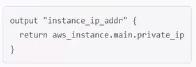 output "instance_ip_addr" {
  return aws_instance.main.private_ip
}